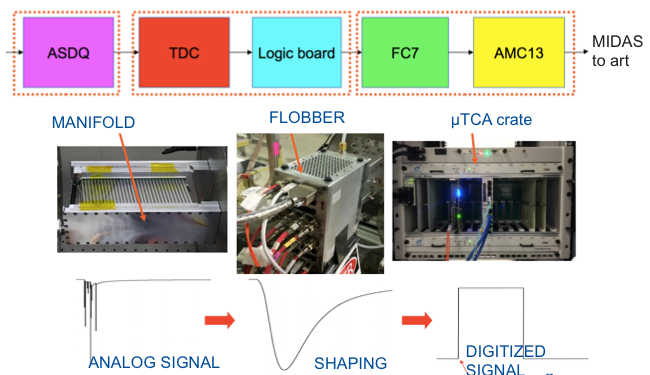 ASDQ
TDC
Logic board
FC7
AMC13
MIDAS
to art
MANIFOLD
FLOBBER
µTCA crate
ANALOG SIGNAL
SHAPING
DIGITIZED
SIGNAL